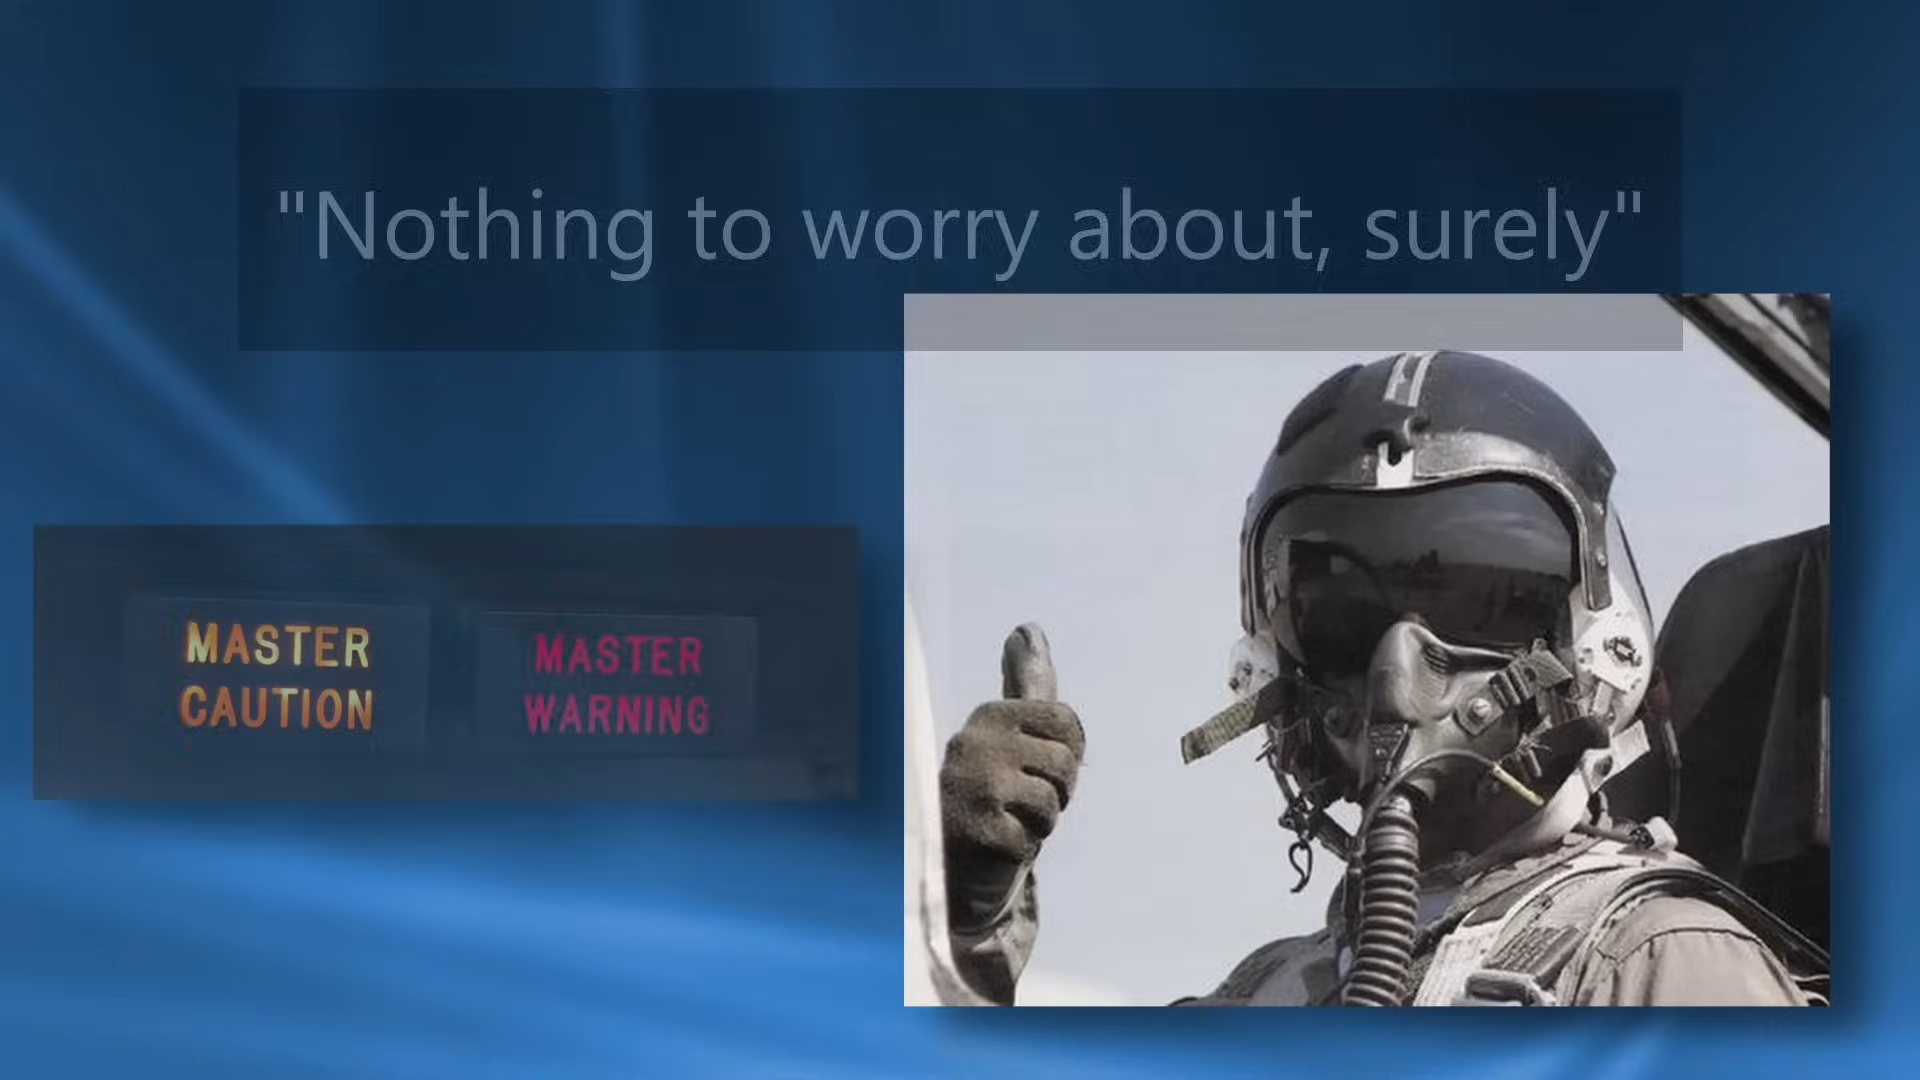 "Nothing to worry about, surely"
MASTER
CAUTION
MASTER
WARNING